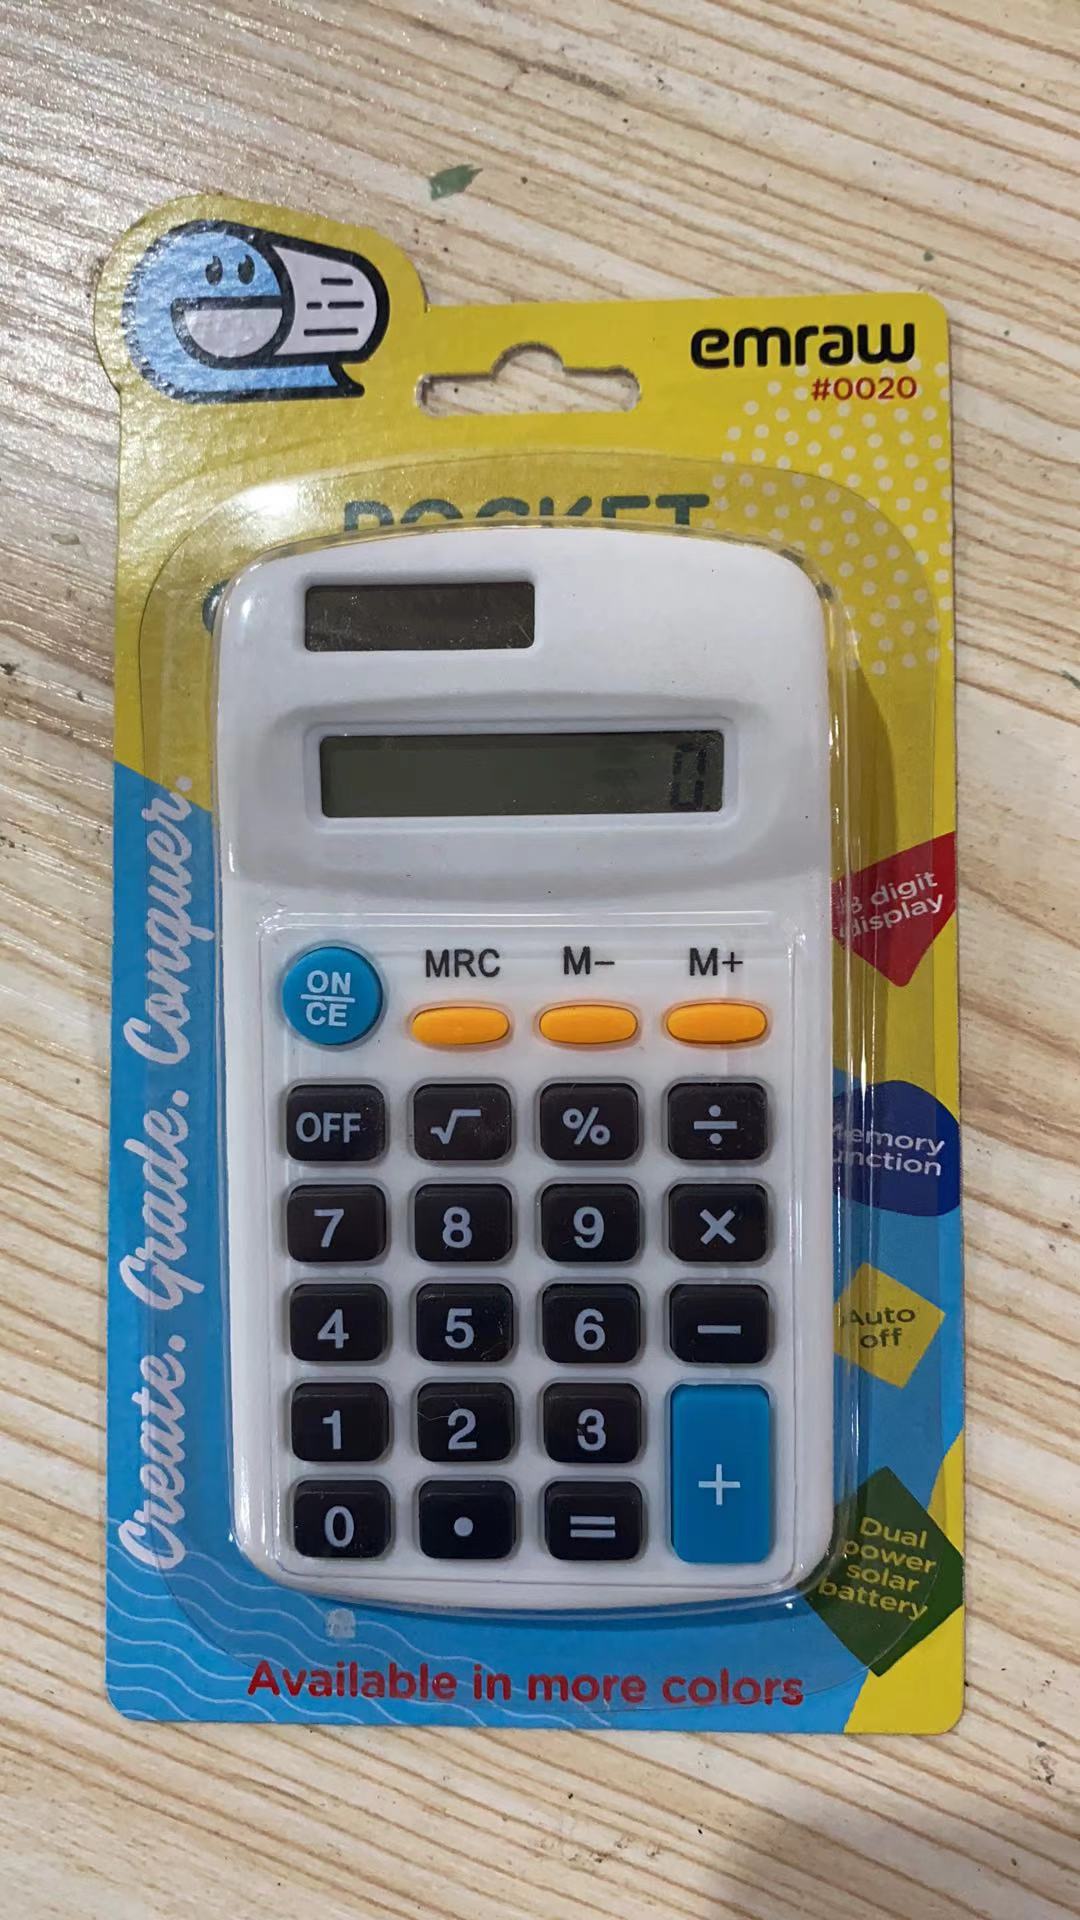 emraw
#0020
POCKET
0
8 digit
display
MRC M− M+
ON
CE
OFF √ % ÷
Memory
function
7 8 9 ×
4 5 6 −
Auto
off
1 2 3
+
0 . =
Dual
power
solar
battery
Create. Grade. Conquer.
Available in more colors